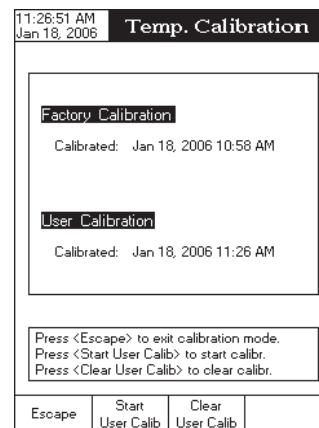 11:26:51 AM
Jan 18, 2006
Temp. Calibration
Factory Calibration
Calibrated: Jan 18, 2006 10:58 AM
User Calibration
Calibrated: Jan 18, 2006 11:26 AM
Press <Escape> to exit calibration mode.
Press <Start User Calib> to start calibr.
Press <Clear User Calib> to clear calibr.
Escape
Start
User Calib
Clear
User Calib